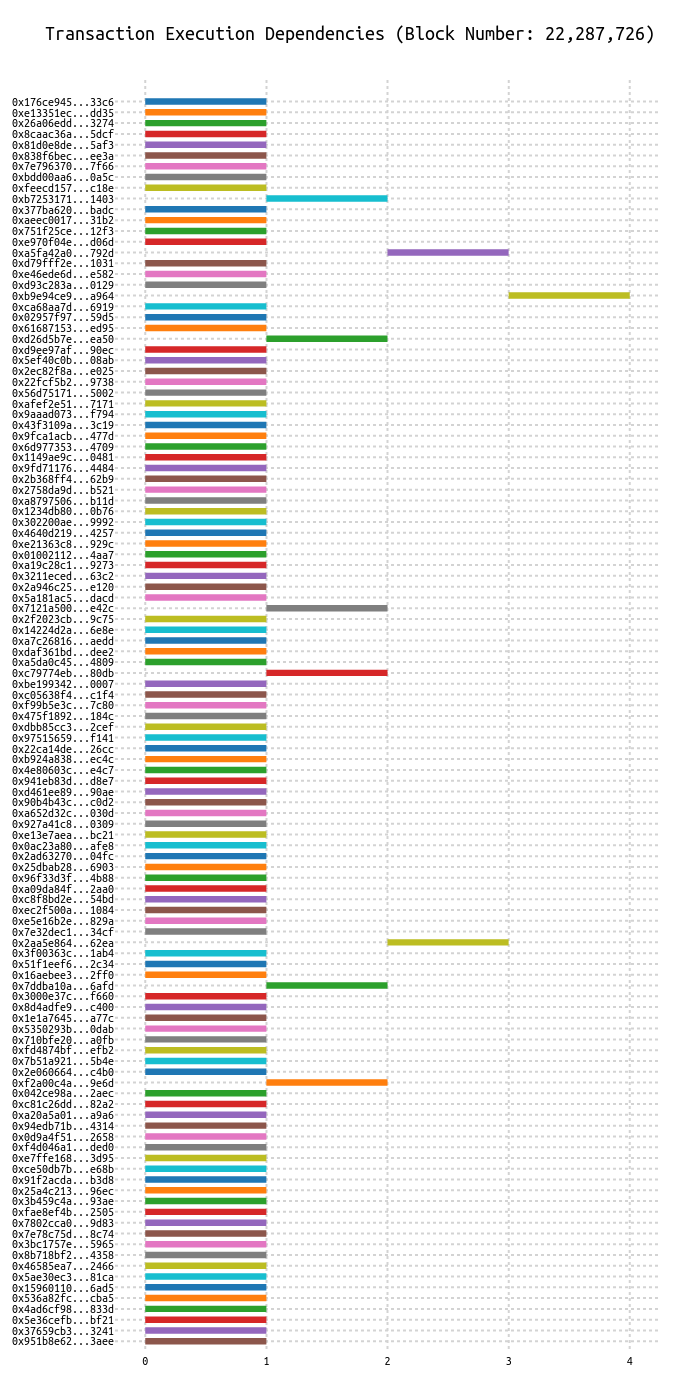 Transaction Execution Dependencies (Block Number: 22,287,726)
0x176ce945...33c6
0xe13351ec...dd35
0x26a06edd...3274
0x8caac36a...5dcf
0x81d0e8de...5af3
0x838f6bec...ee3a
0x7e796370...7f66
0xbdd00aa6...0a5c
0xfeecd157...c18e
0xb7253171...1403
0x377ba620...badc
0xaeec0017...31b2
0x751f25ce...12f3
0xe970f04e...d06d
0xa5fa42a0...792d
0xd79fff2e...1031
0xe46ede6d...e582
0xd93c283a...0129
0xb9e94ce9...a964
0xca68aa7d...6919
0x02957f97...59d5
0x61687153...ed95
0xd26d5b7e...ea50
0xd9ee97af...90ec
0x5ef40c0b...08ab
0x2ec82f8a...e025
0x22fcf5b2...9738
0x56d75171...5002
0xafef2e51...7171
0x9aaad073...f794
0x43f3109a...3c19
0x9fca1acb...477d
0x6d977353...4709
0x1149ae9c...0481
0x9fd71176...4484
0x2b368ff4...62b9
0x2758da9d...b521
0xa8797506...b11d
0x1234db80...0b76
0x302200ae...9992
0x4640d219...4257
0xe21363c8...929c
0x01002112...4aa7
0xa19c28c1...9273
0x3211eced...63c2
0x2a946c25...e120
0x5a181ac5...dacd
0x7121a500...e42c
0x2f2023cb...9c75
0x14224d2a...6e8e
0xa7c26816...aedd
0xdaf361bd...dee2
0xa5da0c45...4809
0xc79774eb...80db
0xbe199342...0007
0xc05638f4...c1f4
0xf99b5e3c...7c80
0x475f1892...184c
0xdbb85cc3...2cef
0x97515659...f141
0x22ca14de...26cc
0xb924a838...ec4c
0x4e80603c...e4c7
0x941eb83d...d8e7
0xd461ee89...90ae
0x90b4b43c...c0d2
0xa652d32c...030d
0x927a41c8...0309
0xe13e7aea...bc21
0x0ac23a80...afe8
0x2ad63270...04fc
0x25dbab28...6903
0x96f33d3f...4b88
0xa09da84f...2aa0
0xc8f8bd2e...54bd
0xec2f500a...1084
0xe5e16b2e...829a
0x7e32dec1...34cf
0x2aa5e864...62ea
0x3f00363c...1ab4
0x51f1eef6...2c34
0x16aebee3...2ff0
0x7ddba10a...6afd
0x3000e37c...f660
0x8d4adfe9...c400
0x1e1a7645...a77c
0x5350293b...0dab
0x710bfe20...a0fb
0xfd4874bf...efb2
0x7b51a921...5b4e
0x2e060664...c4b0
0xf2a00c4a...9e6d
0x042ce98a...2aec
0xc81c26dd...82a2
0xa20a5a01...a9a6
0x94edb71b...4314
0x0d9a4f51...2658
0xf4d046a1...ded0
0xe7ffe168...3d95
0xce50db7b...e68b
0x91f2acda...b3d8
0x25a4c213...96ec
0x3b459c4a...93ae
0xfae8ef4b...2505
0x7802cca0...9d83
0x7e78c75d...8c74
0x3bc1757e...5965
0x8b718bf2...4358
0x46585ea7...2466
0x5ae30ec3...81ca
0x15960110...6ad5
0x536a82fc...cba5
0x4ad6cf98...833d
0x5e36cefb...bf21
0x37659cb3...3241
0x951b8e62...3aee
0 1 2 3 4